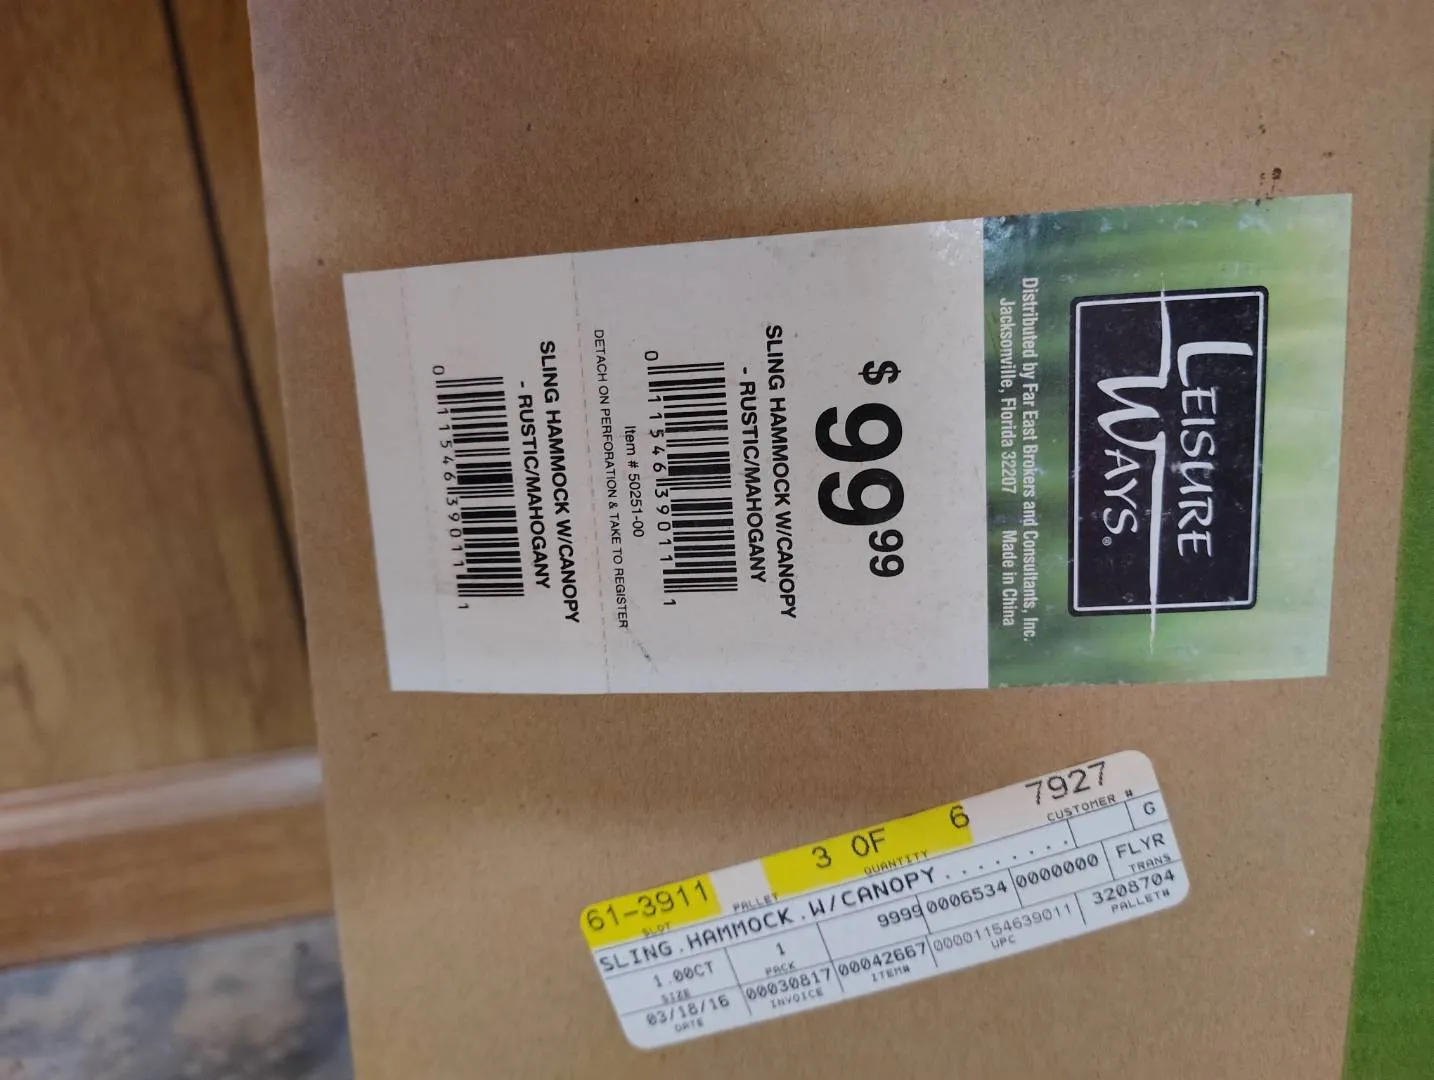 LEISURE
WAYS®
Distributed by Far East Brokers and Consultants, Inc.
Jacksonville, Florida 32207 Made in China
$ 99 99
SLING HAMMOCK W/CANOPY
- RUSTIC/MAHOGANY
0 11546 39011 1
Item # 50251-00
DETACH ON PERFORATION & TAKE TO REGISTER
SLING HAMMOCK W/CANOPY
- RUSTIC/MAHOGANY
0 11546 39011 1
61-3911 3 OF 6 7927
SLOT PALLET QUANTITY CUSTOMER #
SLING.HAMMOCK.W/CANOPY........ G
1.00CT 1 9999 0006534 0000000 FLYR
SIZE PACK TRANS
03/18/16 00030817 00042667 00001154639011 3208704
DATE INVOICE ITEM# UPC PALLET#